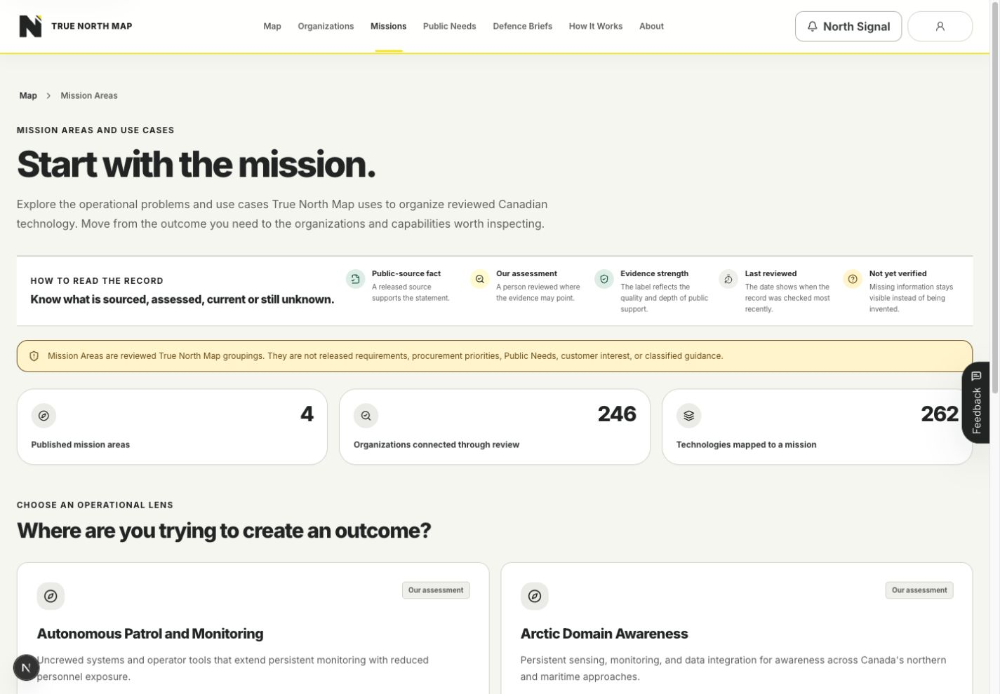 TRUE NORTH MAP
Map
Organizations
Missions
Public Needs
Defence Briefs
How It Works
About
North Signal
Map
Mission Areas
MISSION AREAS AND USE CASES
Start with the mission.
Explore the operational problems and use cases True North Map uses to organize reviewed Canadian
technology. Move from the outcome you need to the organizations and capabilities worth inspecting.
HOW TO READ THE RECORD
Know what is sourced, assessed, current or still unknown.
Public-source fact
A released source
supports the statement.
Our assessment
A person reviewed where
the evidence may point.
Evidence strength
The label reflects the
quality and depth of public
support.
Last reviewed
The date shows when the
record was checked most
recently.
Not yet verified
Missing information stays
visible instead of being
invented.
Mission Areas are reviewed True North Map groupings. They are not released requirements, procurement priorities, Public Needs, customer interest, or classified guidance.
4
Published mission areas
246
Organizations connected through review
262
Technologies mapped to a mission
Feedback
CHOOSE AN OPERATIONAL LENS
Where are you trying to create an outcome?
Our assessment
Autonomous Patrol and Monitoring
Uncrewed systems and operator tools that extend persistent monitoring with reduced
personnel exposure.
Our assessment
Arctic Domain Awareness
Persistent sensing, monitoring, and data integration for awareness across Canada's northern
and maritime approaches.
N